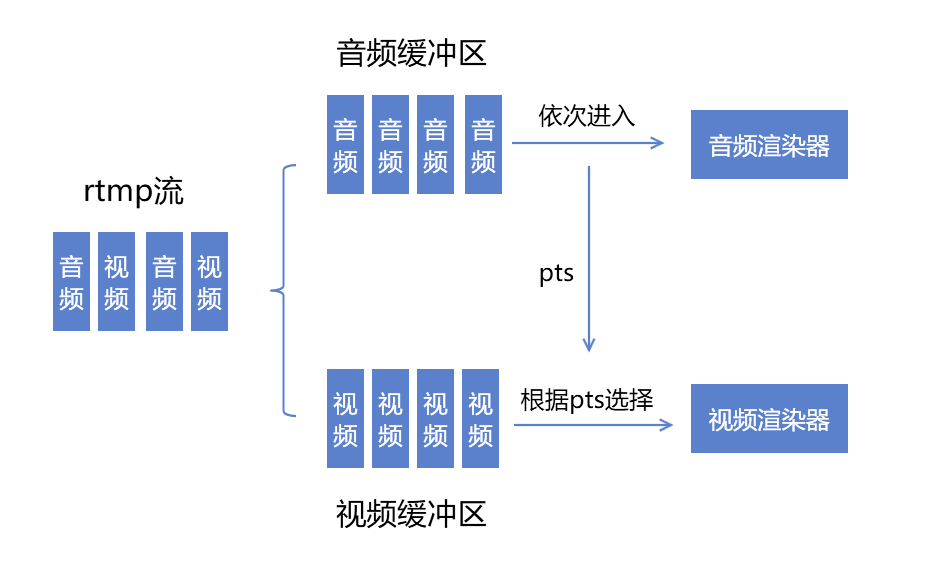 rtmp流
音频
视频
音频
视频
音频缓冲区
音频
音频
音频
音频
依次进入
音频渲染器
pts
视频
视频
视频
视频
根据pts选择
视频渲染器
视频缓冲区